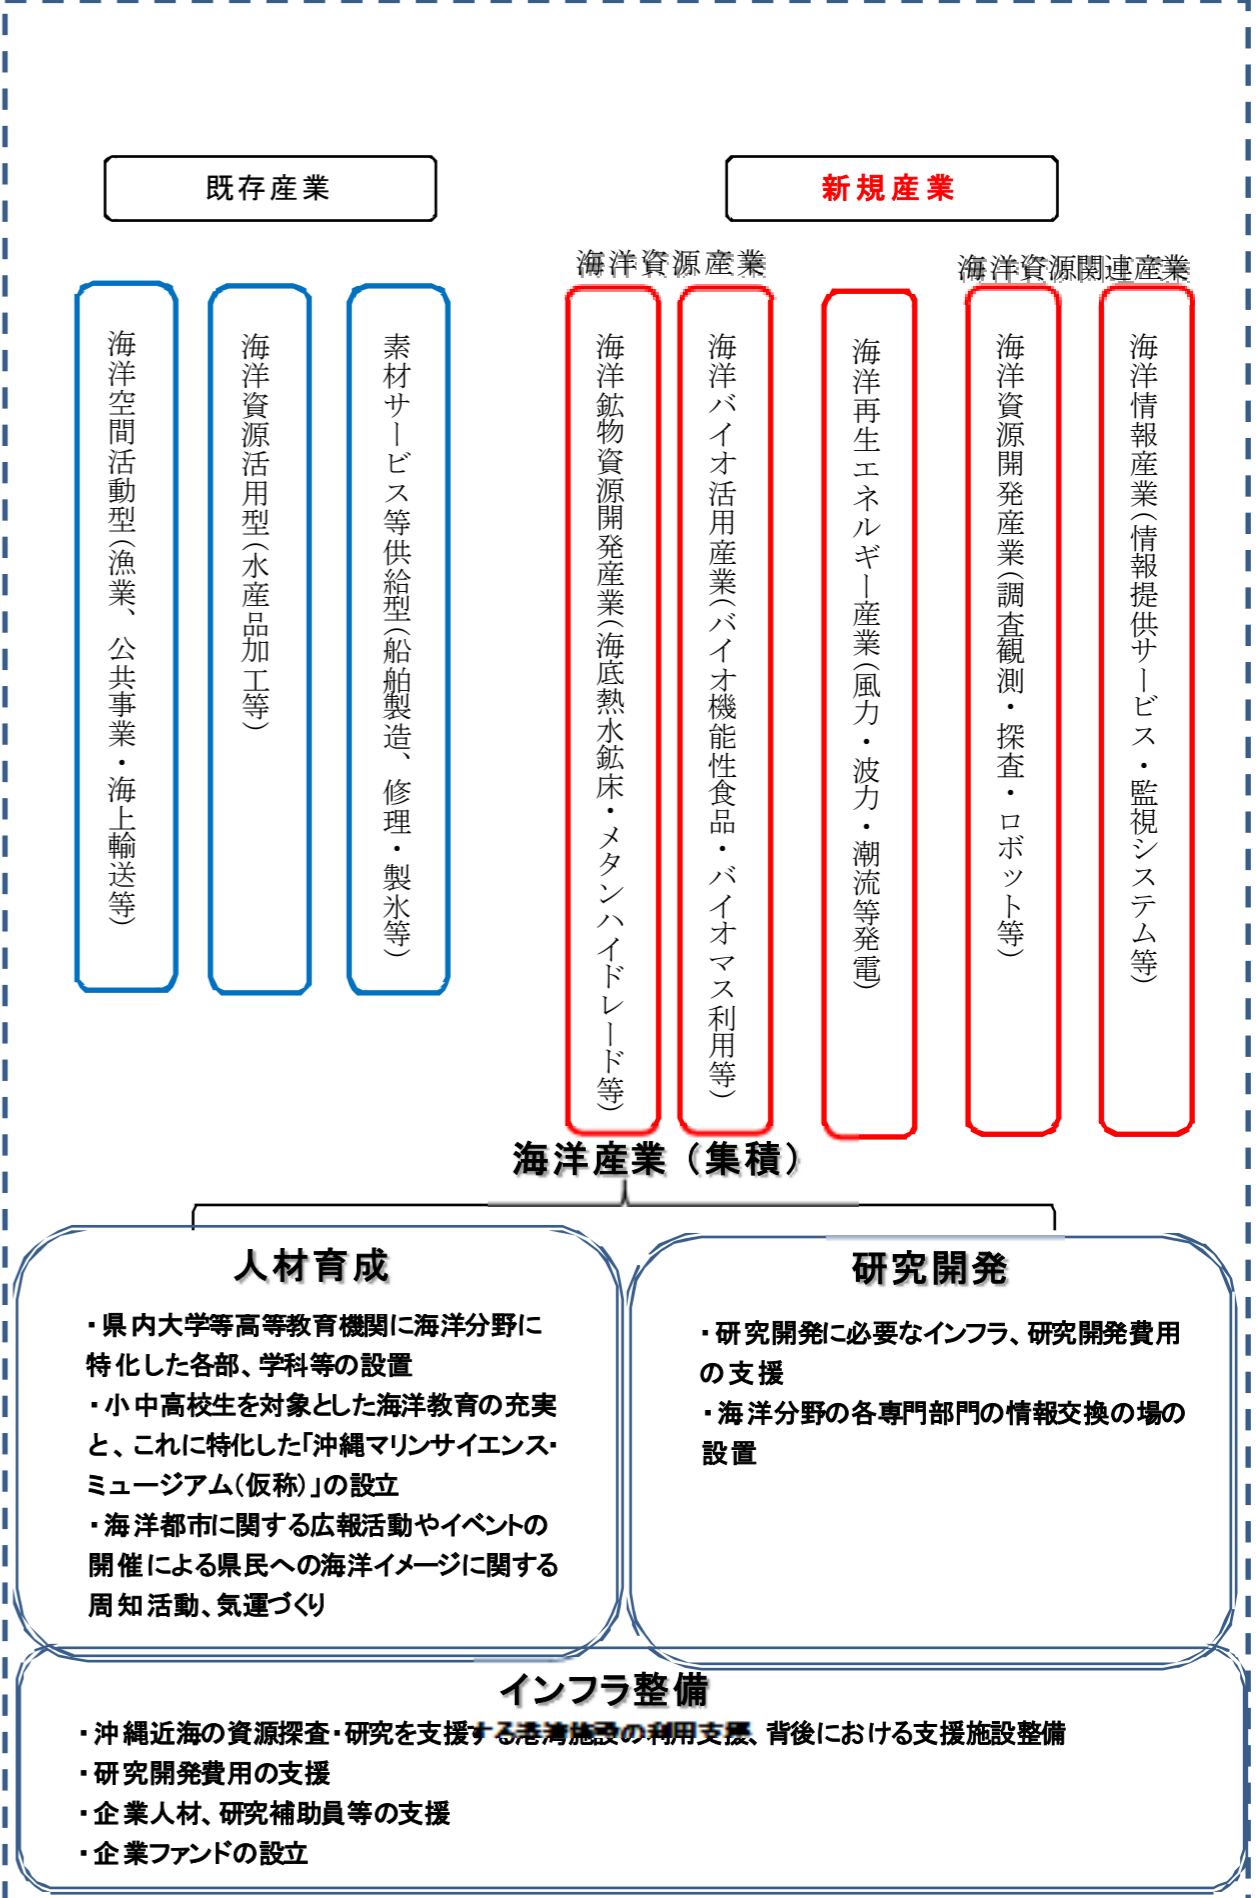 既存産業
新規産業
海洋資源産業
海洋資源関連産業
海洋空間活動型(漁業、公共事業・海上輸送等)
海洋資源活用型(水産品加工等)
素材サービス等供給型(船舶製造、修理・製氷等)
海洋鉱物資源開発産業(海底熱水鉱床・メタンハイドレード等)
海洋バイオ活用産業(バイオ機能性食品・バイオマス利用等)
海洋再生エネルギー産業(風力・波力・潮流等発電)
海洋資源開発産業(調査観測・探査・ロボット等)
海洋情報産業(情報提供サービス・監視システム等)
海洋産業(集積)
人材育成
・県内大学等高等教育機関に海洋分野に
特化した各部、学科等の設置
・小中高校生を対象とした海洋教育の充実
と、これに特化した「沖縄マリンサイエンス・
ミュージアム(仮称)」の設立
・海洋都市に関する広報活動やイベントの
開催による県民への海洋イメージに関する
周知活動、気運づくり
研究開発
・研究開発に必要なインフラ、研究開発費用
の支援
・海洋分野の各専門部門の情報交換の場の
設置
インフラ整備
・沖縄近海の資源探査・研究を支援する港湾施設の利用支援、背後における支援施設整備
・研究開発費用の支援
・企業人材、研究補助員等の支援
・企業ファンドの設立